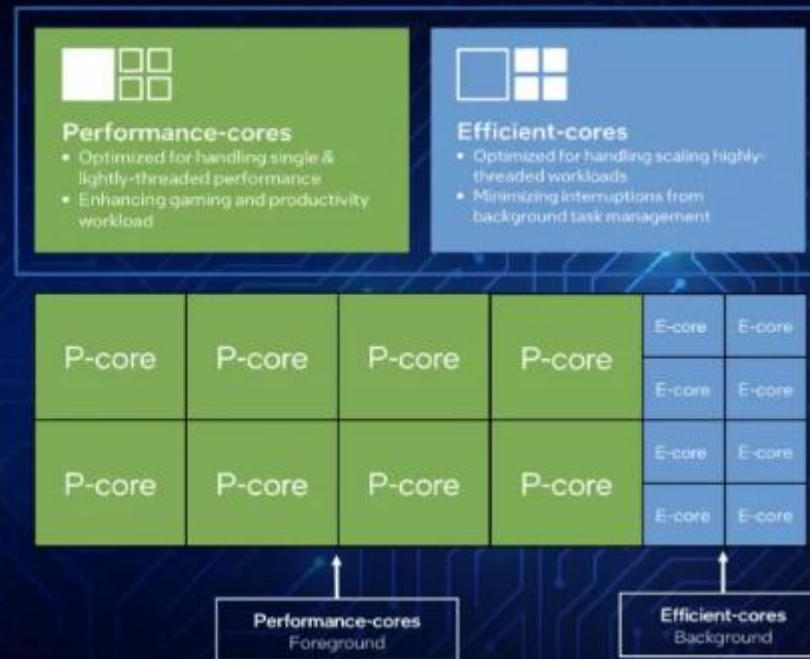 Performance-cores
• Optimized for handling single &
lightly-threaded performance
• Enhancing gaming and productivity
workload
Efficient-cores
• Optimized for handling scaling highly-
threaded workloads
• Minimizing interruptions from
background task management
P-core P-core P-core P-core
E-core E-core
E-core E-core
P-core P-core P-core P-core
E-core E-core
E-core E-core
Performance-cores
Foreground
Efficient-cores
Background